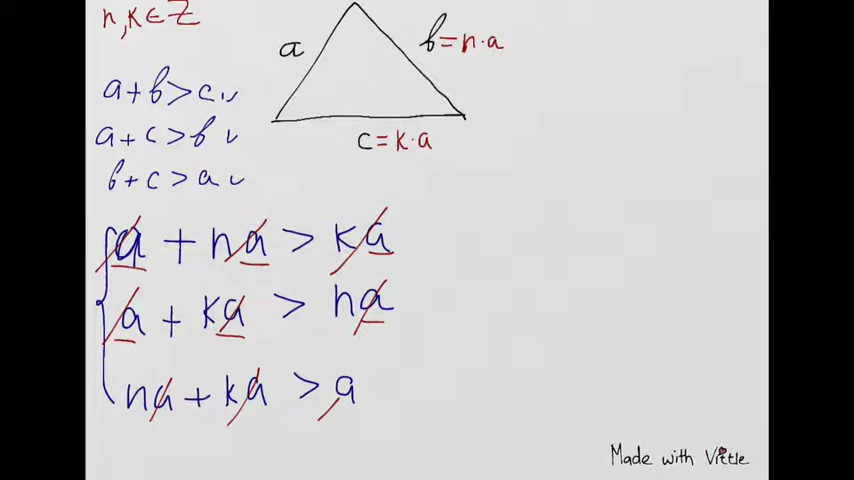 n, k ∈ Z
a
b = n·a
c = k·a
a + b > c ✓
a + c > b ✓
b + c > a ✓
a + na > ka
a + ka > na
na + ka > a
Made with Vittle